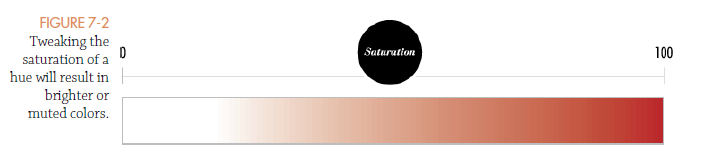 FIGURE 7-2
Tweaking the
saturation of a
hue will result in
brighter or
muted colors.
0
Saturation
100